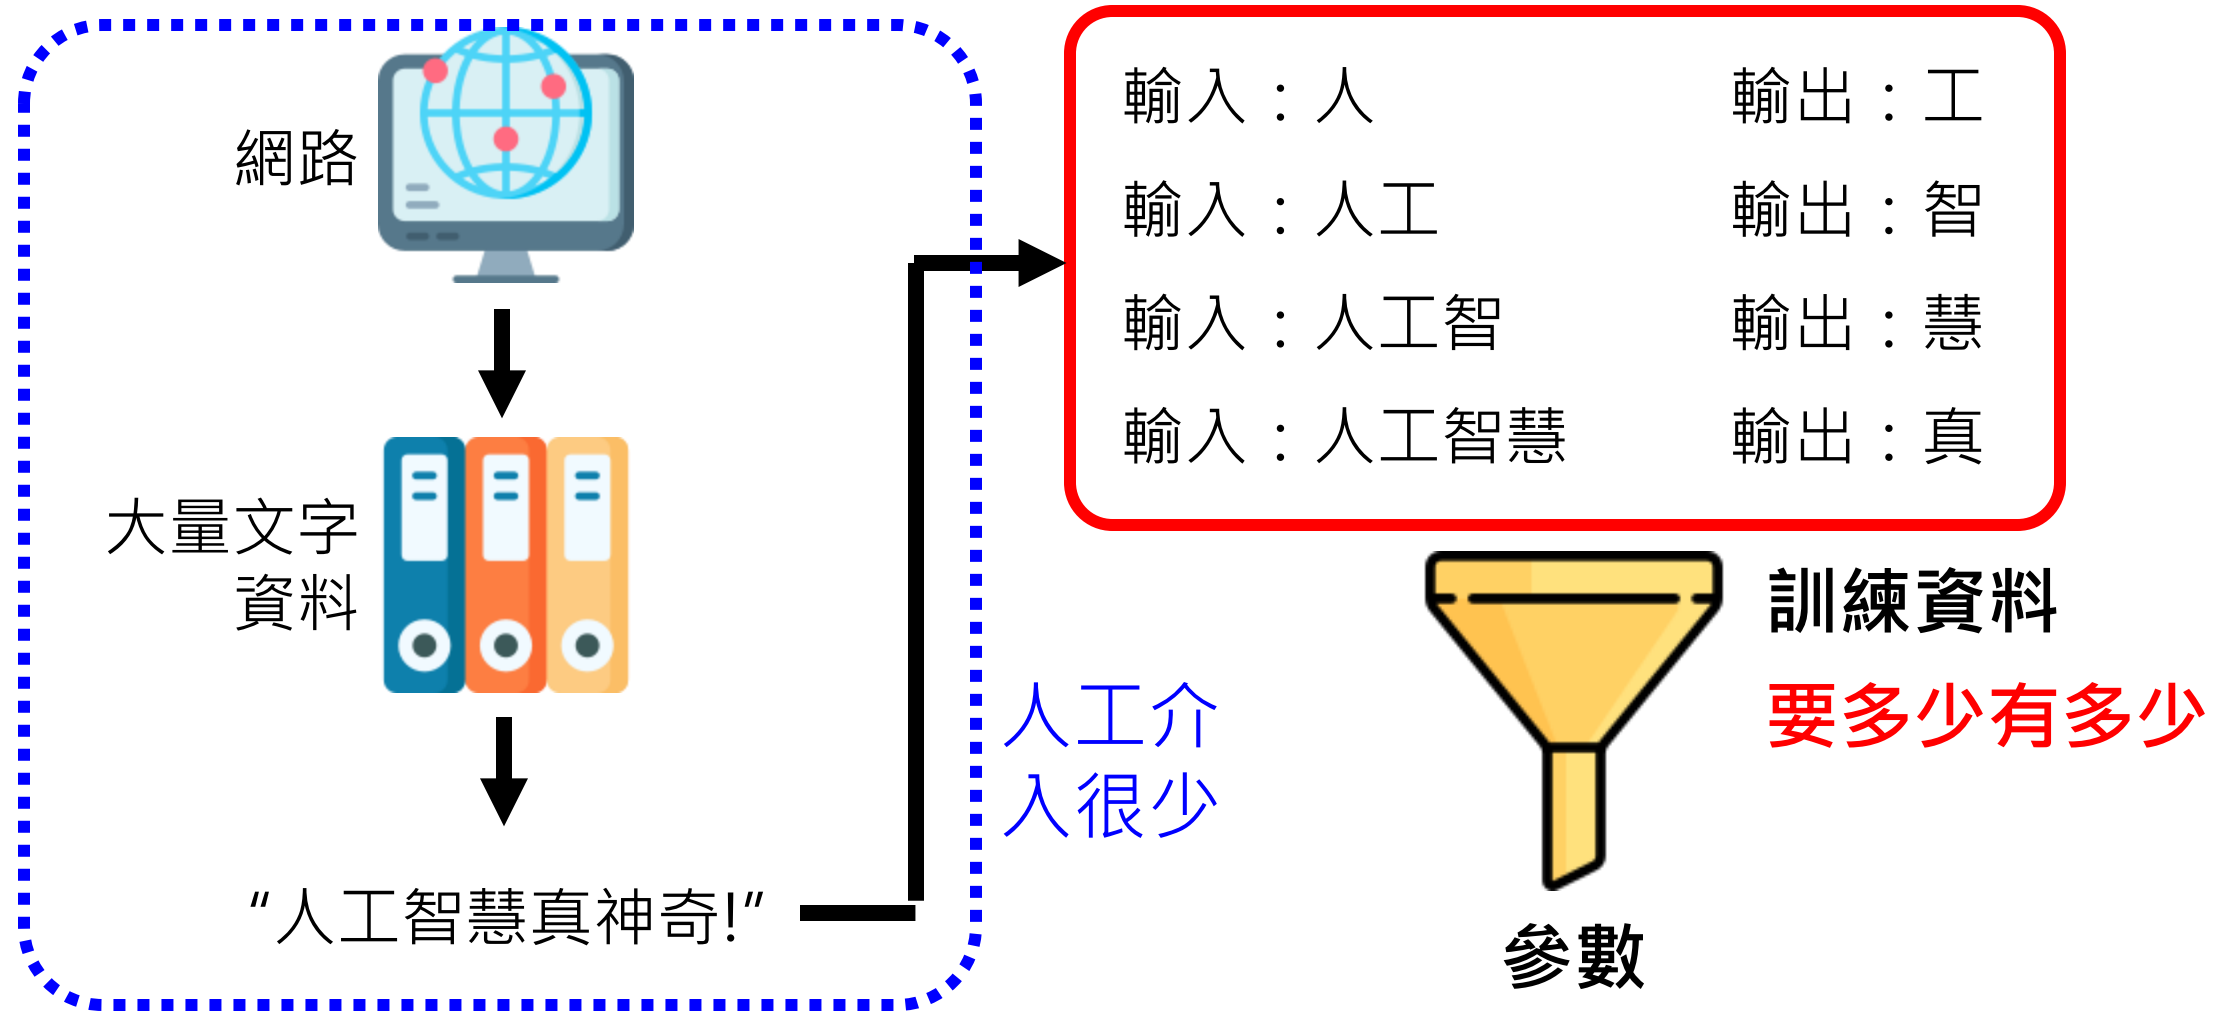 網路
大量文字
資料
“人工智慧真神奇!”
人工介
入很少
輸入：人 輸出：工
輸入：人工 輸出：智
輸入：人工智 輸出：慧
輸入：人工智慧 輸出：真
訓練資料
要多少有多少
參數